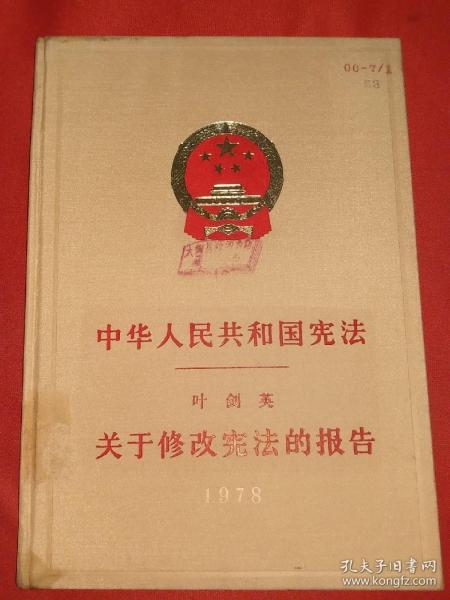 06-7/1
53
中华人民共和国宪法
叶剑英
关于修改宪法的报告
1978
孔夫子旧书网
www.kongfz.com